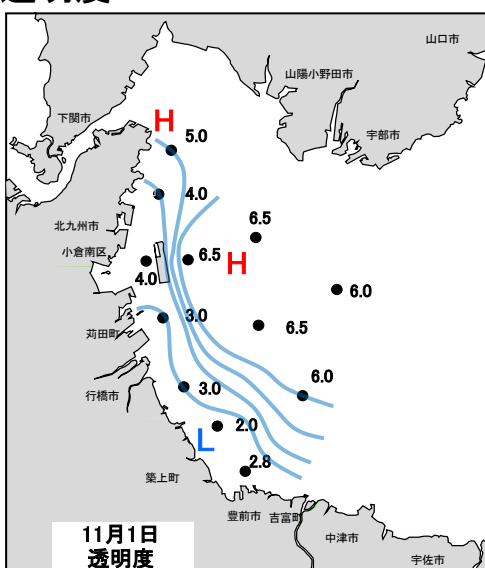 山口市
山陽小野田市
下関市
H
5.0
宇部市
4.0
6.5
北九州市
小倉南区
6.5
H
4.0
6.0
3.0
6.5
苅田町
6.0
3.0
行橋市
2.0
L
2.8
築上町
豊前市
吉富町
中津市
11月1日
透明度
宇佐市